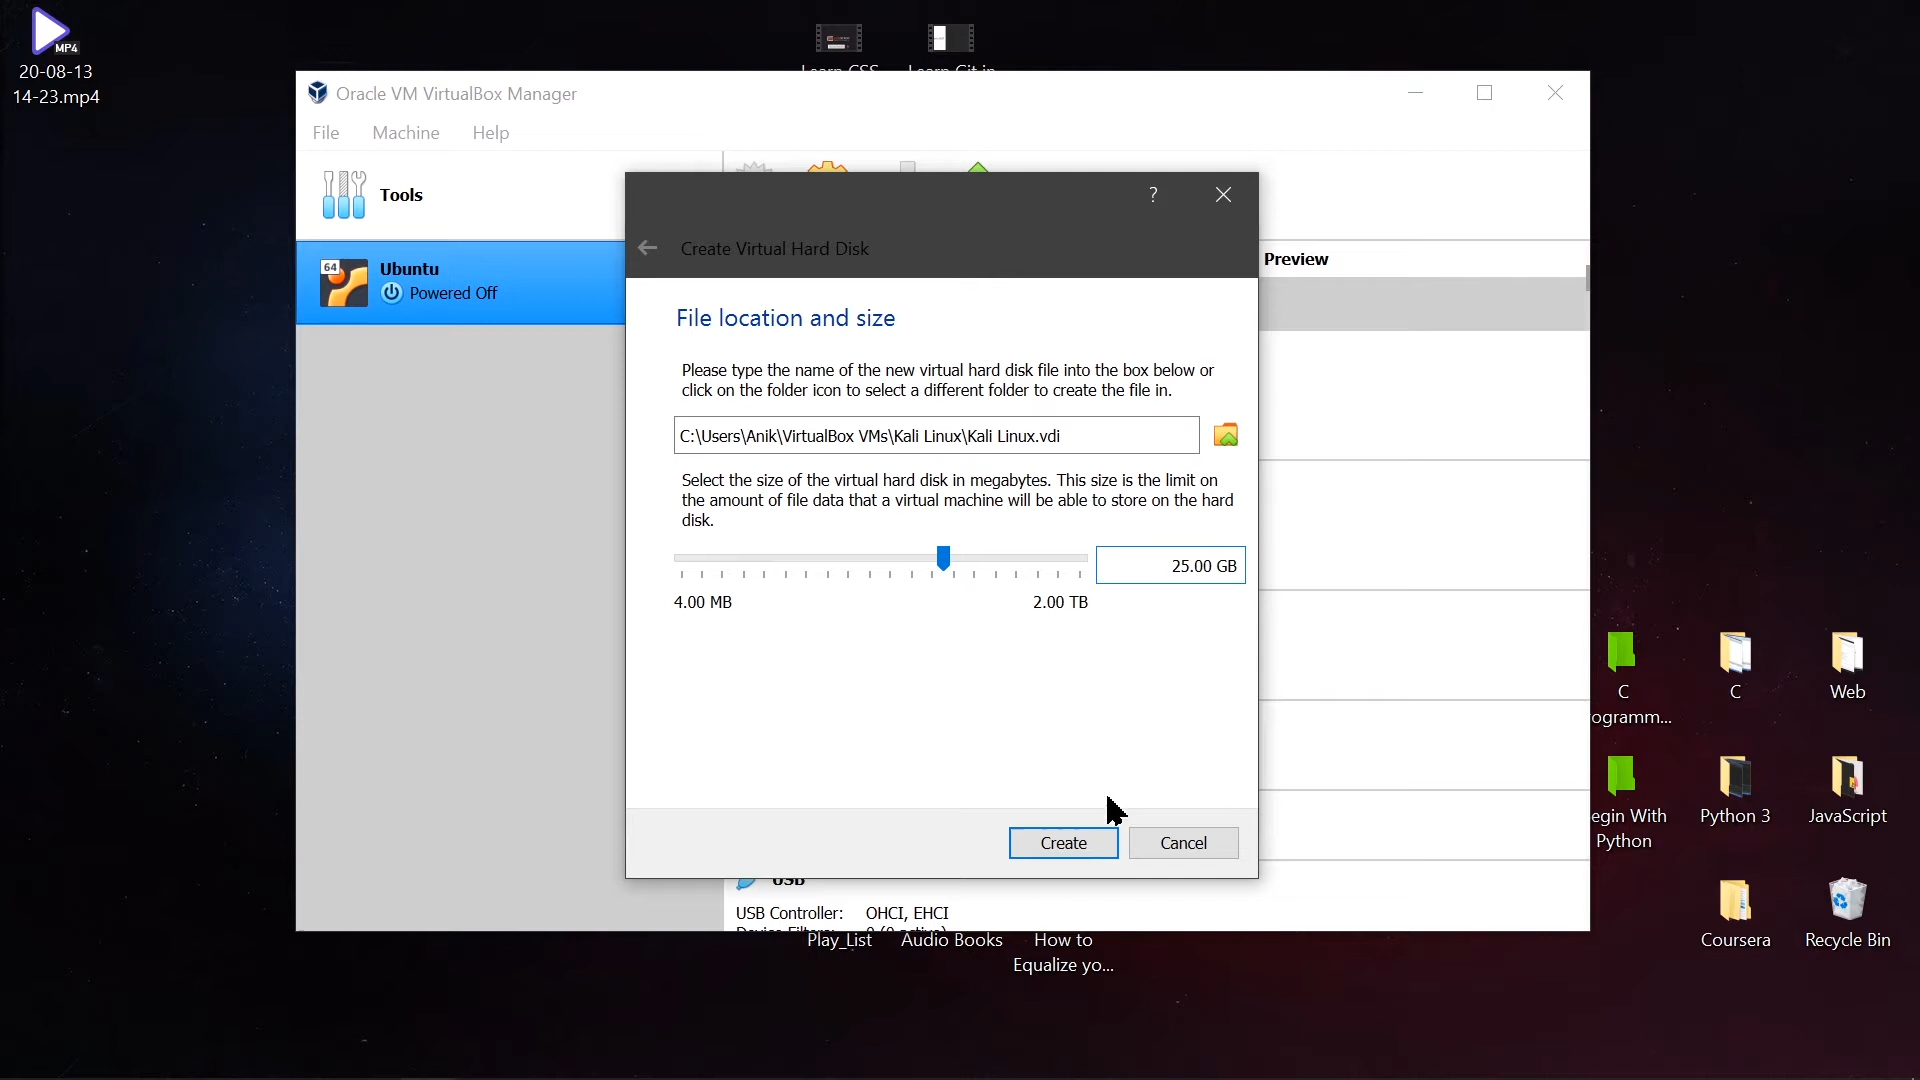 MP4
20-08-13
14-23.mp4
Learn CSS
Learn Git in
Oracle VM VirtualBox Manager
File Machine Help
Tools
64
Ubuntu
Powered Off
?
Create Virtual Hard Disk
Preview
File location and size
Please type the name of the new virtual hard disk file into the box below or
click on the folder icon to select a different folder to create the file in.
C:\Users\Anik\VirtualBox VMs\Kali Linux\Kali Linux.vdi
Select the size of the virtual hard disk in megabytes. This size is the limit on
the amount of file data that a virtual machine will be able to store on the hard
disk.
25.00 GB
4.00 MB 2.00 TB
Create Cancel
USB
USB Controller: OHCI, EHCI
Device Filters: 0 (0 active)
Play_List Audio Books How to
Equalize yo...
C
ogramm...
C
Web
egin With
Python
Python 3
JavaScript
Coursera
Recycle Bin